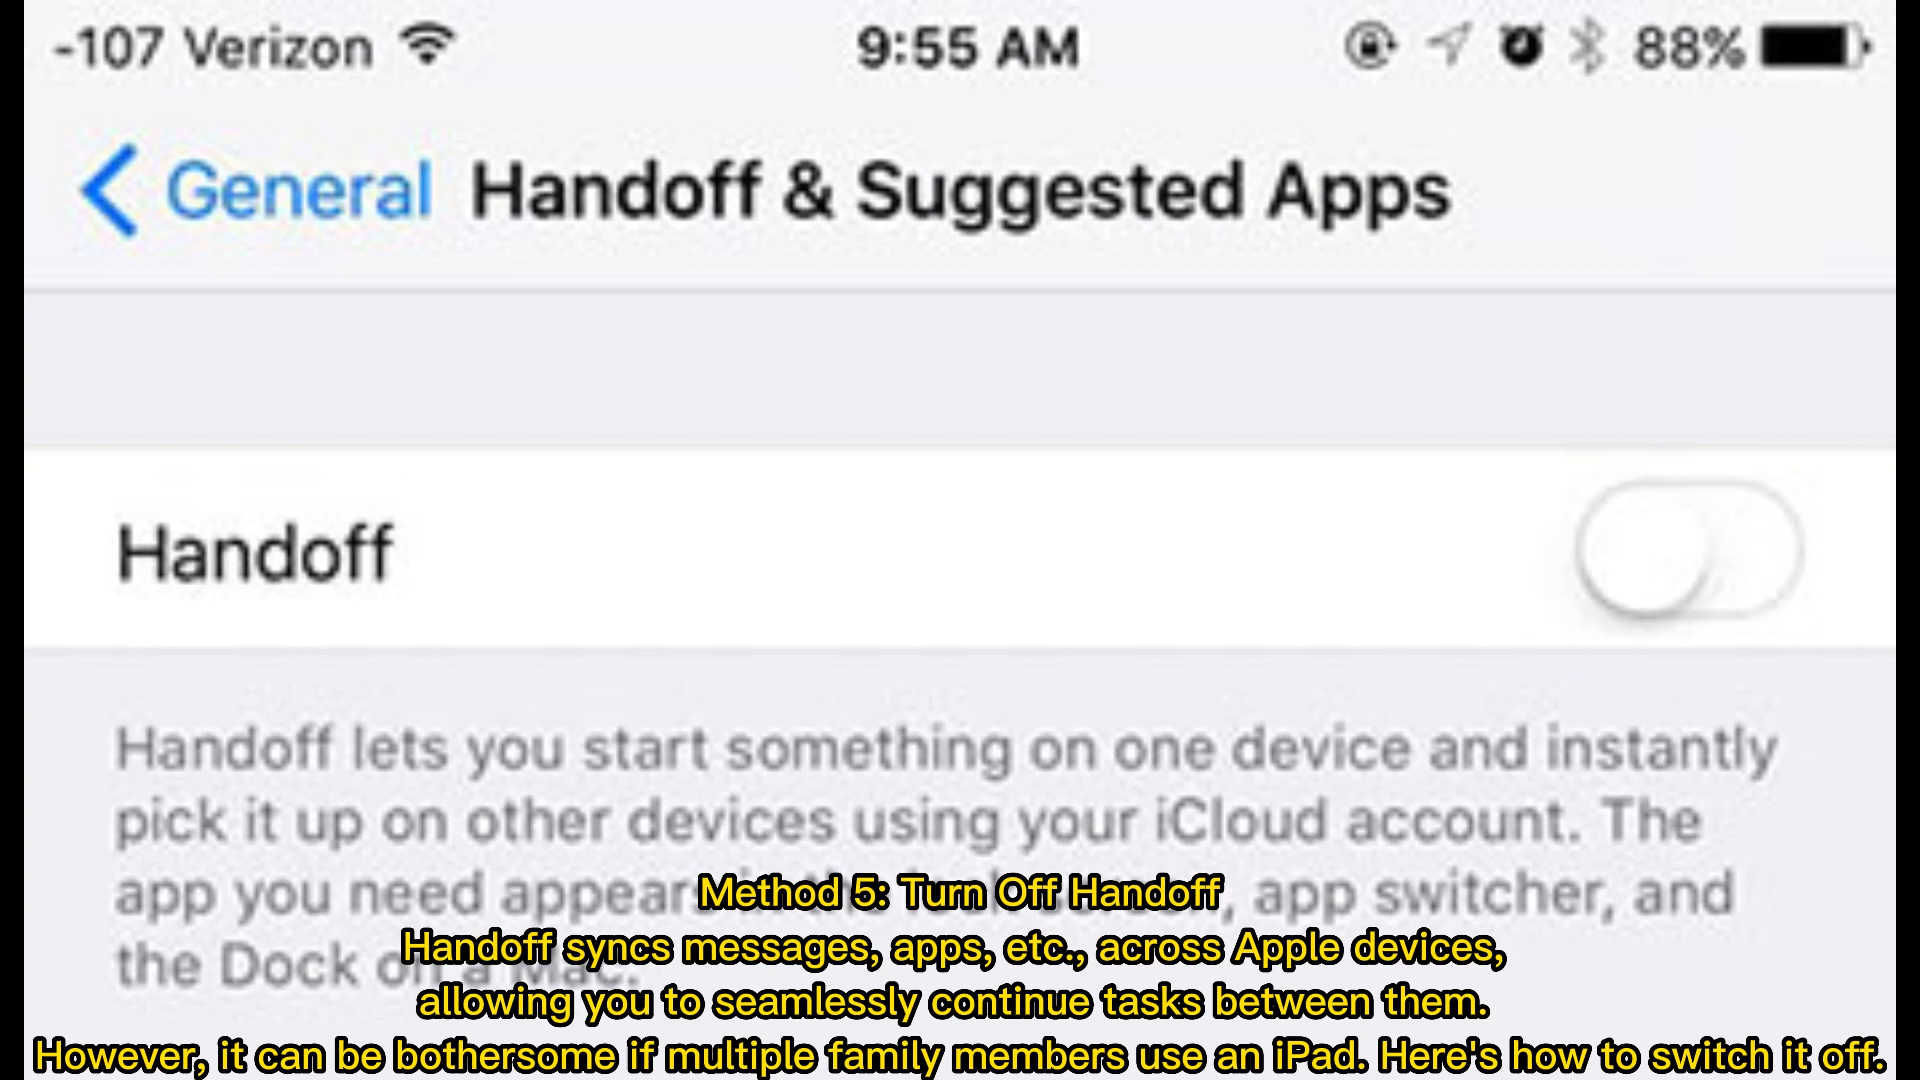 -107 Verizon 9:55 AM 88%
General Handoff & Suggested Apps
Handoff
Handoff lets you start something on one device and instantly
pick it up on other devices using your iCloud account. The
app you need appears app switcher, and
the Dock on a Mac.
Method 5: Turn Off Handoff
Handoff syncs messages, apps, etc., across Apple devices,
allowing you to seamlessly continue tasks between them.
However, it can be bothersome if multiple family members use an iPad. Here's how to switch it off.